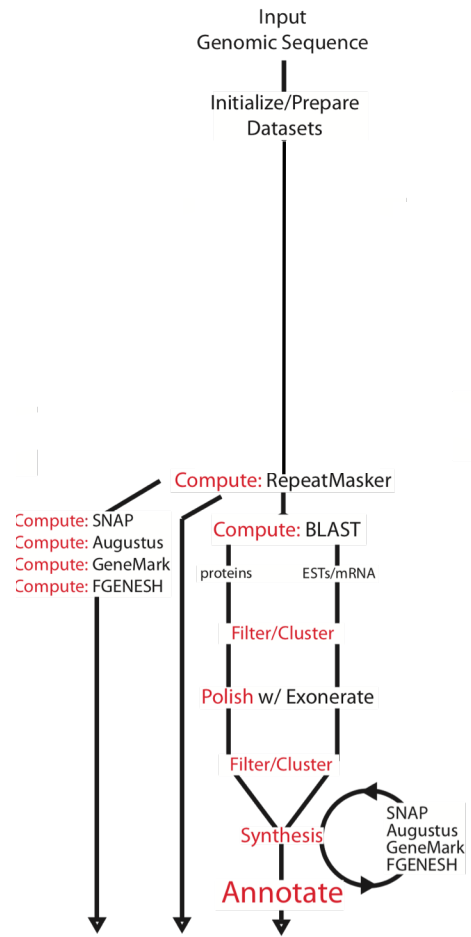 Input
Genomic Sequence
Initialize/Prepare
Datasets
Compute: RepeatMasker
Compute: SNAP
Compute: Augustus
Compute: GeneMark
Compute: FGENESH
Compute: BLAST
proteins
ESTs/mRNA
Filter/Cluster
Polish w/ Exonerate
Filter/Cluster
Synthesis
SNAP
Augustus
GeneMark
FGENESH
Annotate